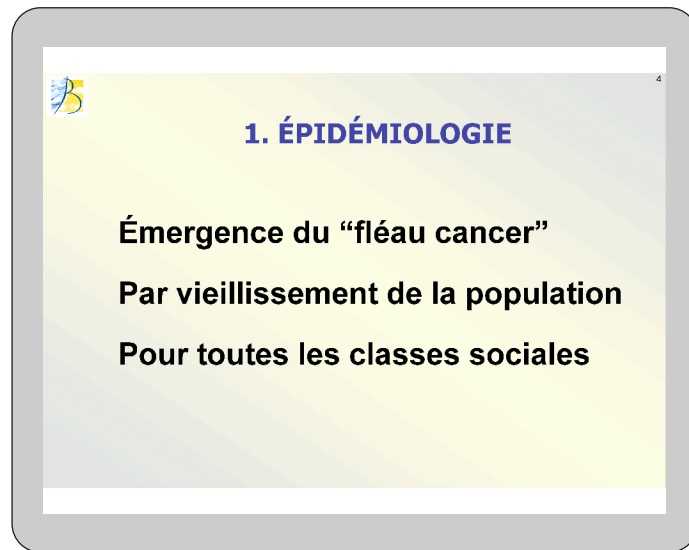 4
1. ÉPIDÉMIOLOGIE
Émergence du “fléau cancer”
Par vieillissement de la population
Pour toutes les classes sociales